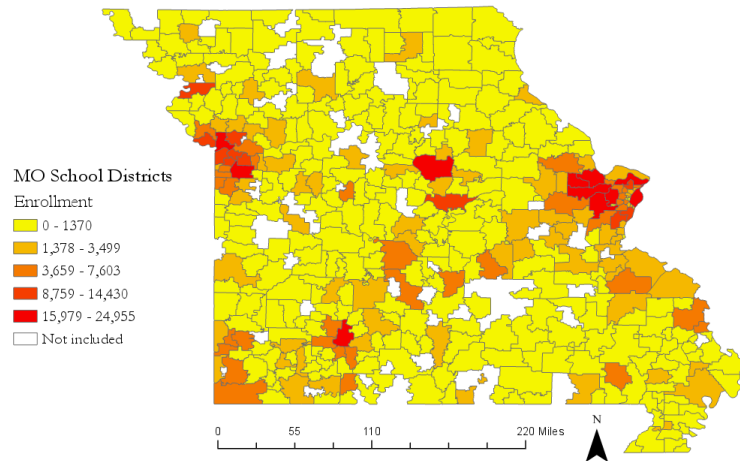 MO School Districts
Enrollment
0 - 1370
1,378 - 3,499
3,659 - 7,603
8,759 - 14,430
15,979 - 24,955
Not included
0 55 110 220 Miles
N